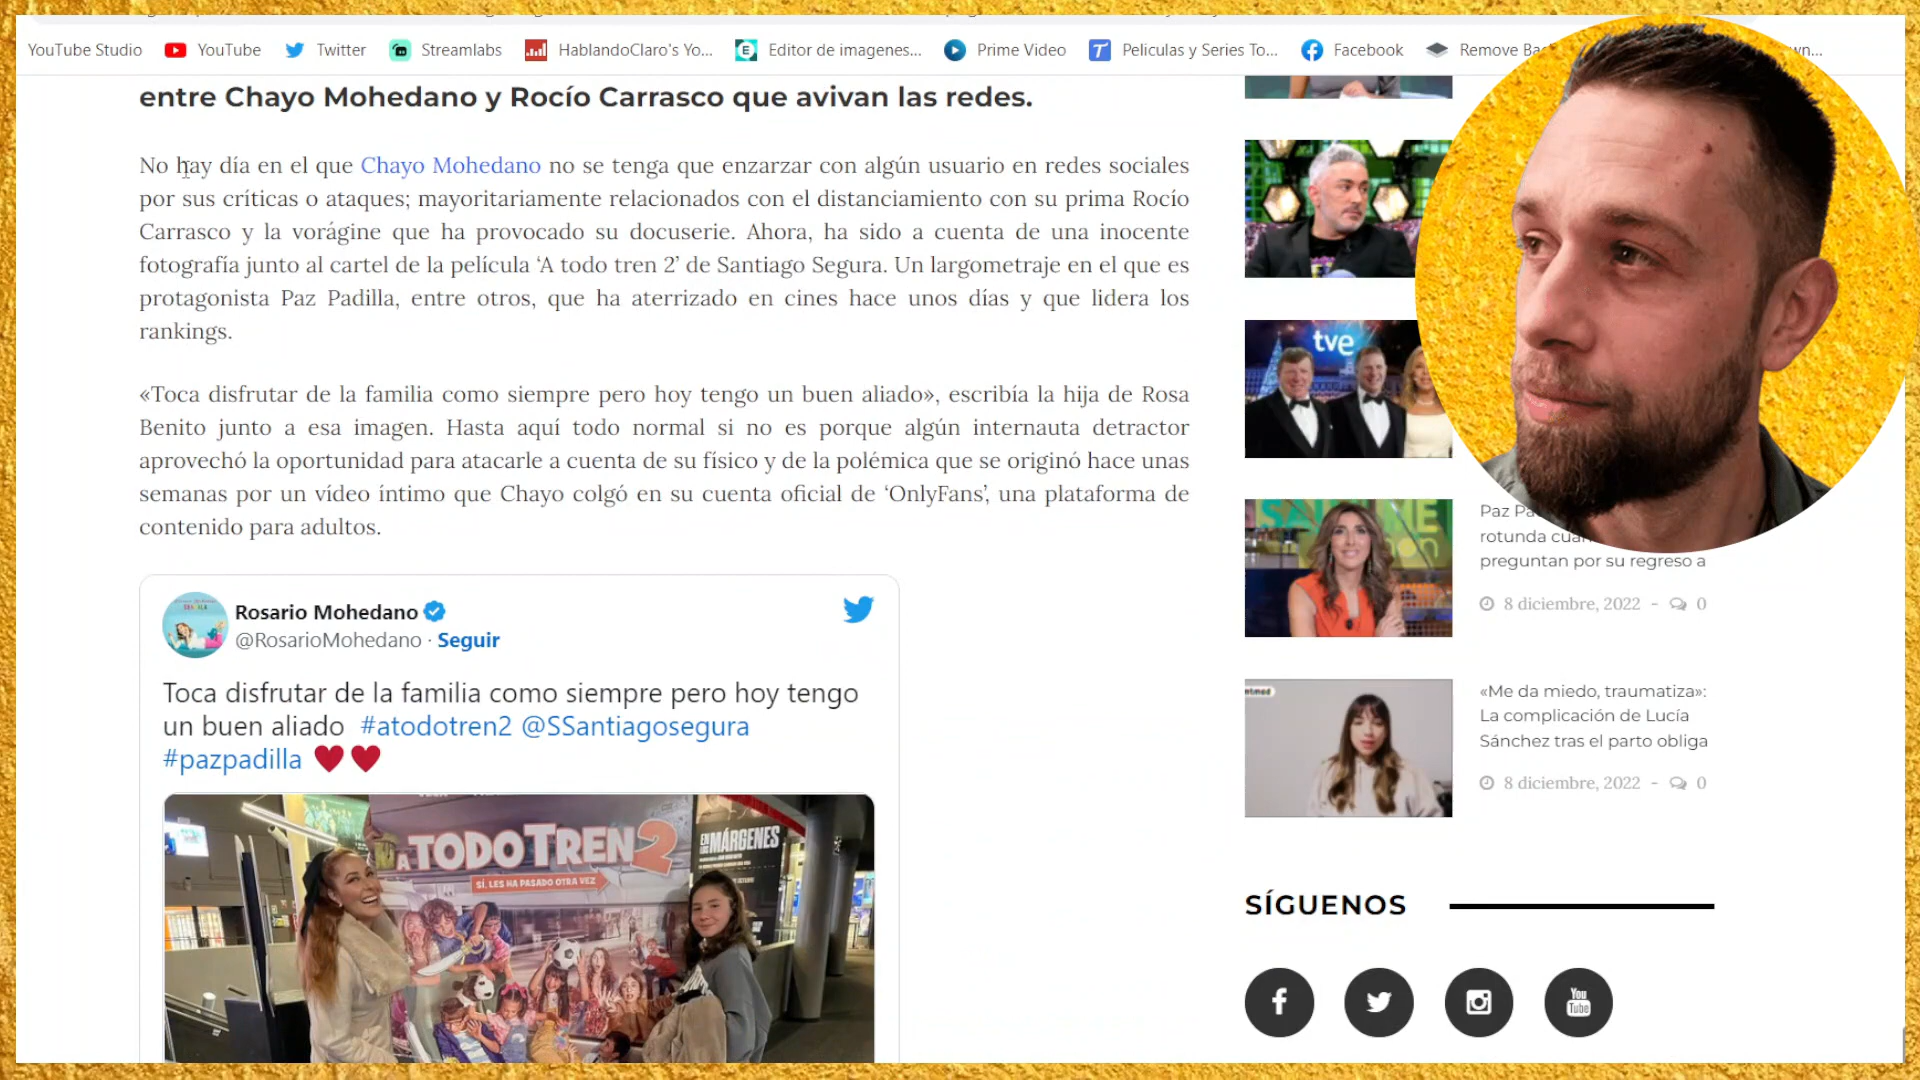 YouTube Studio YouTube Twitter Streamlabs HablandoClaro's Yo... Editor de imagenes... Prime Video Peliculas y Series To... Facebook Remove
entre Chayo Mohedano y Rocío Carrasco que avivan las redes.
No hay día en el que Chayo Mohedano no se tenga que enzarzar con algún usuario en redes sociales
por sus críticas o ataques; mayoritariamente relacionados con el distanciamiento con su prima Rocío
Carrasco y la vorágine que ha provocado su docuserie. Ahora, ha sido a cuenta de una inocente
fotografía junto al cartel de la película ‘A todo tren 2’ de Santiago Segura. Un largometraje en el que es
protagonista Paz Padilla, entre otros, que ha aterrizado en cines hace unos días y que lidera los
rankings.
«Toca disfrutar de la familia como siempre pero hoy tengo un buen aliado», escribía la hija de Rosa
Benito junto a esa imagen. Hasta aquí todo normal si no es porque algún internauta detractor
aprovechó la oportunidad para atacarle a cuenta de su físico y de la polémica que se originó hace unas
semanas por un vídeo íntimo que Chayo colgó en su cuenta oficial de ‘OnlyFans’, una plataforma de
contenido para adultos.
Rosario Mohedano
@RosarioMohedano · Seguir
Toca disfrutar de la familia como siempre pero hoy tengo
un buen aliado #atodotren2 @SSantiagosegura
#pazpadilla
A TODO TREN 2
SÍ, LES HA PASADO OTRA VEZ
EN LOS MÁRGENES
tve
SÁLVAME
Paz
rotunda
preguntan por su regreso a
8 diciembre, 2022 - 0
«Me da miedo, traumatiza»:
La complicación de Lucía
Sánchez tras el parto obliga
8 diciembre, 2022 - 0
SÍGUENOS
You
Tube